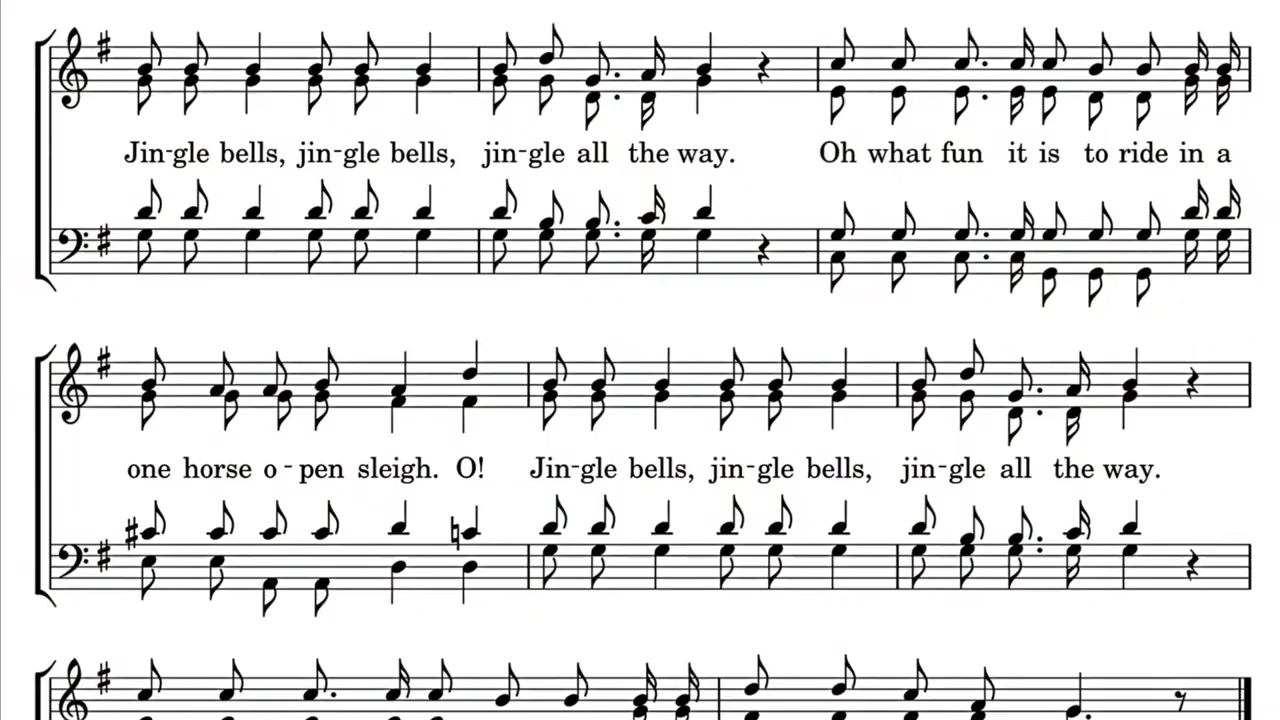 Jin-gle bells, jin-gle bells, jin-gle all the way. Oh what fun it is to ride in a
one horse o - pen sleigh. O! Jin-gle bells, jin-gle bells, jin-gle all the way.